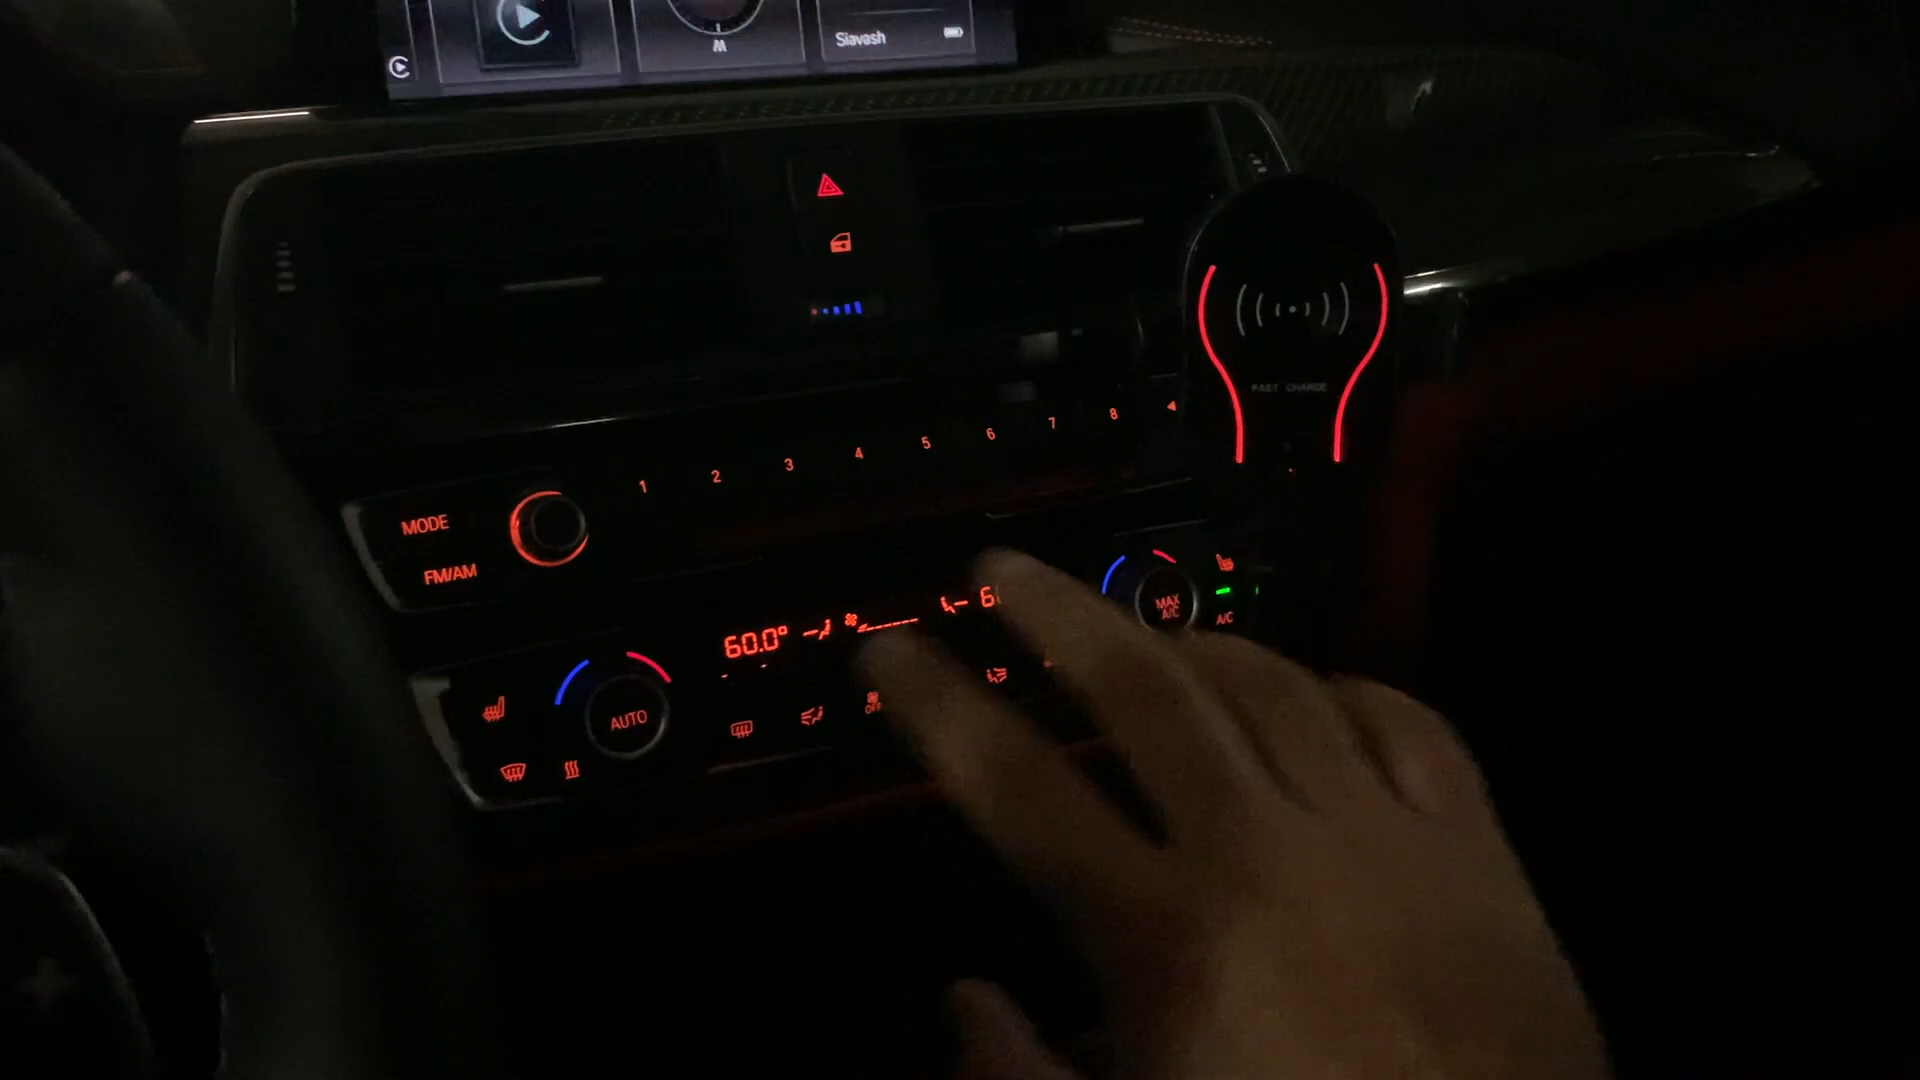 W
Siavash
FAST CHARGE
1 2 3 4 5 6 7 8
MODE
FM/AM
60.0°
6
MAX
A/C
A/C
AUTO
OFF